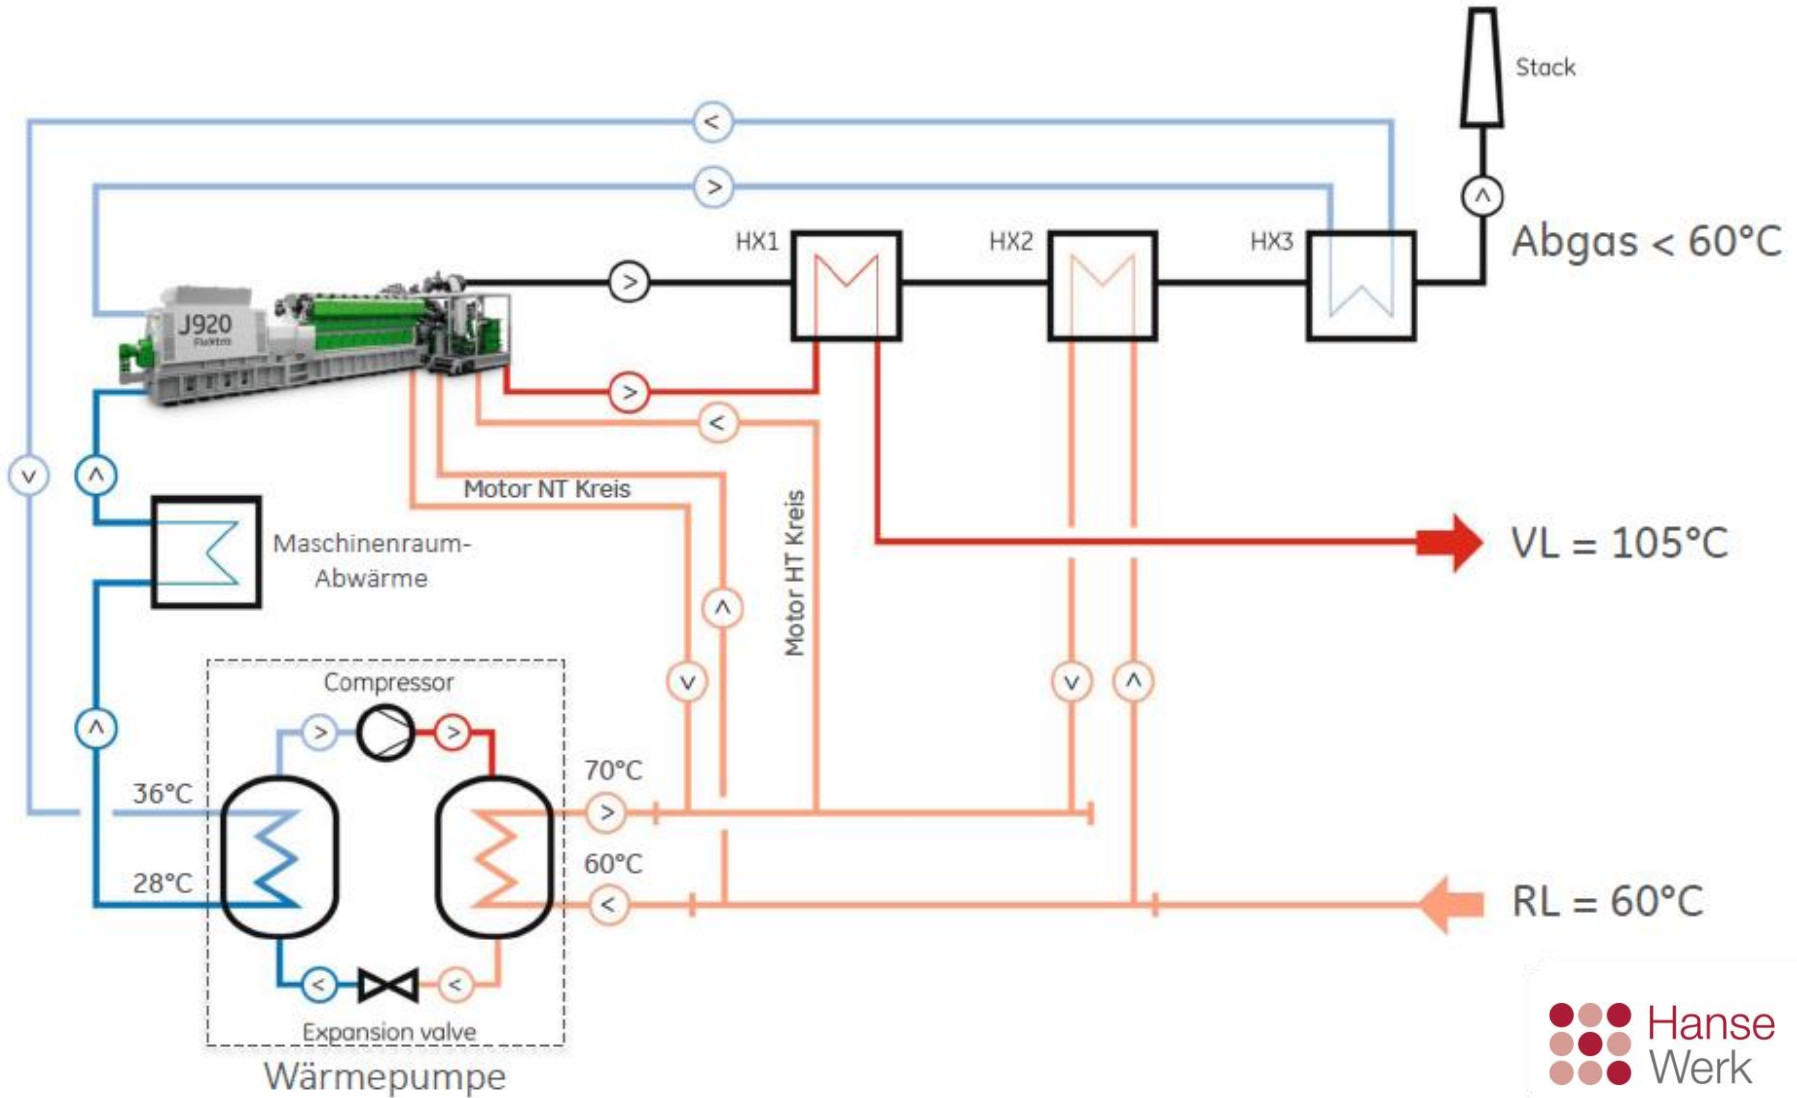 Stack
Abgas < 60°C
HX1
HX2
HX3
J920
FleXtra
Motor NT Kreis
Motor HT Kreis
VL = 105°C
Maschinenraum-
Abwärme
Compressor
70°C
36°C
60°C
28°C
RL = 60°C
Expansion valve
Wärmepumpe
Hanse
Werk